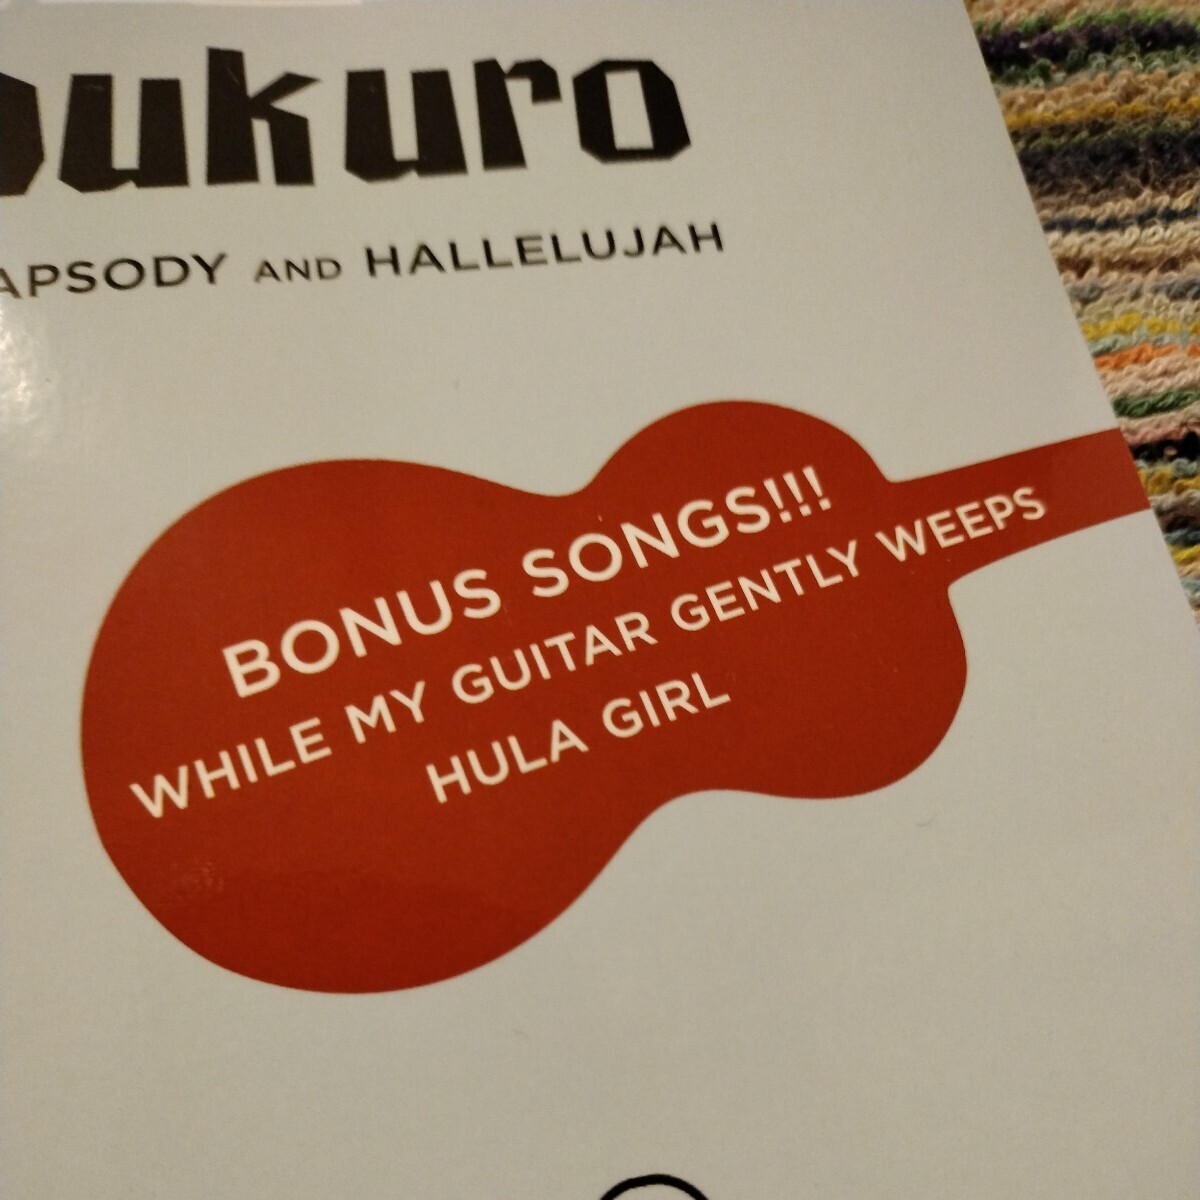 ukuro
APSODY AND HALLELUJAH
BONUS SONGS!!!
WHILE MY GUITAR GENTLY WEEPS
HULA GIRL